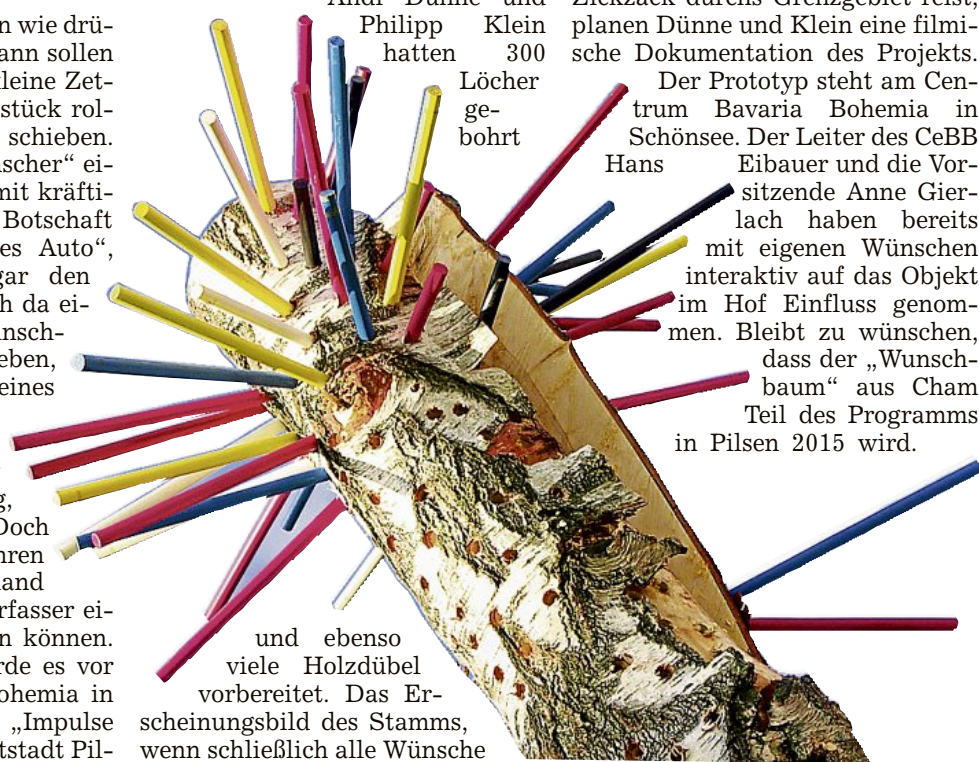 n wie drü-
ann sollen
leine Zet-
stück rol-
schieben.
scher“ ei-
mit kräfti-
Botschaft
es Auto“,
gar den
h da ei-
unsch-
eben,
eines
g,
Doch
hren
and
rfasser ei-
n können.
rde es vor
ohemia in
„Impulse
tstadt Pil-
Andi Dünne und
Philipp Klein
hatten 300
Löcher
ge-
bohrt
und ebenso
viele Holzdübel
vorbereitet. Das Er-
scheinungsbild des Stamms,
wenn schließlich alle Wünsche
Zickzack durchs Grenzgebiet reist,
planen Dünne und Klein eine filmi-
sche Dokumentation des Projekts.
Der Prototyp steht am Cen-
trum Bavaria Bohemia in
Schönsee. Der Leiter des CeBB
Hans Eibauer und die Vor-
sitzende Anne Gier-
lach haben bereits
mit eigenen Wünschen
interaktiv auf das Objekt
im Hof Einfluss genom-
men. Bleibt zu wünschen,
dass der „Wunsch-
baum“ aus Cham
Teil des Programms
in Pilsen 2015 wird.